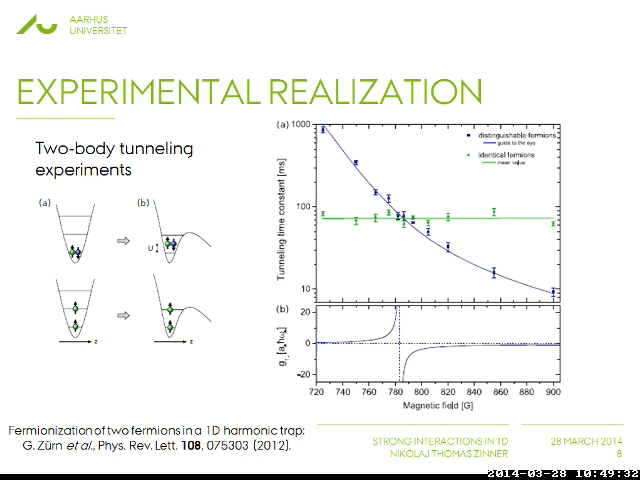 AARHUS
UNIVERSITET
EXPERIMENTAL REALIZATION
Two-body tunneling
experiments
(a)
(b)
U
z
z
(a)
1000
100
10
Tunneling time constant [ms]
distinguishable fermions
guide to the eye
identical fermions
mean value
(b)
20
0
-20
720 740 760 780 800 820 840 860 880 900
Magnetic field [G]
Fermionization of two fermions in a 1D harmonic trap:
G. Zürn et al., Phys. Rev. Lett. 108, 075303 (2012).
STRONG INTERACTIONS IN 1D
NIKOLAJ THOMAS ZINNER
28 MARCH 2014
8
2014-03-28 10:49:32